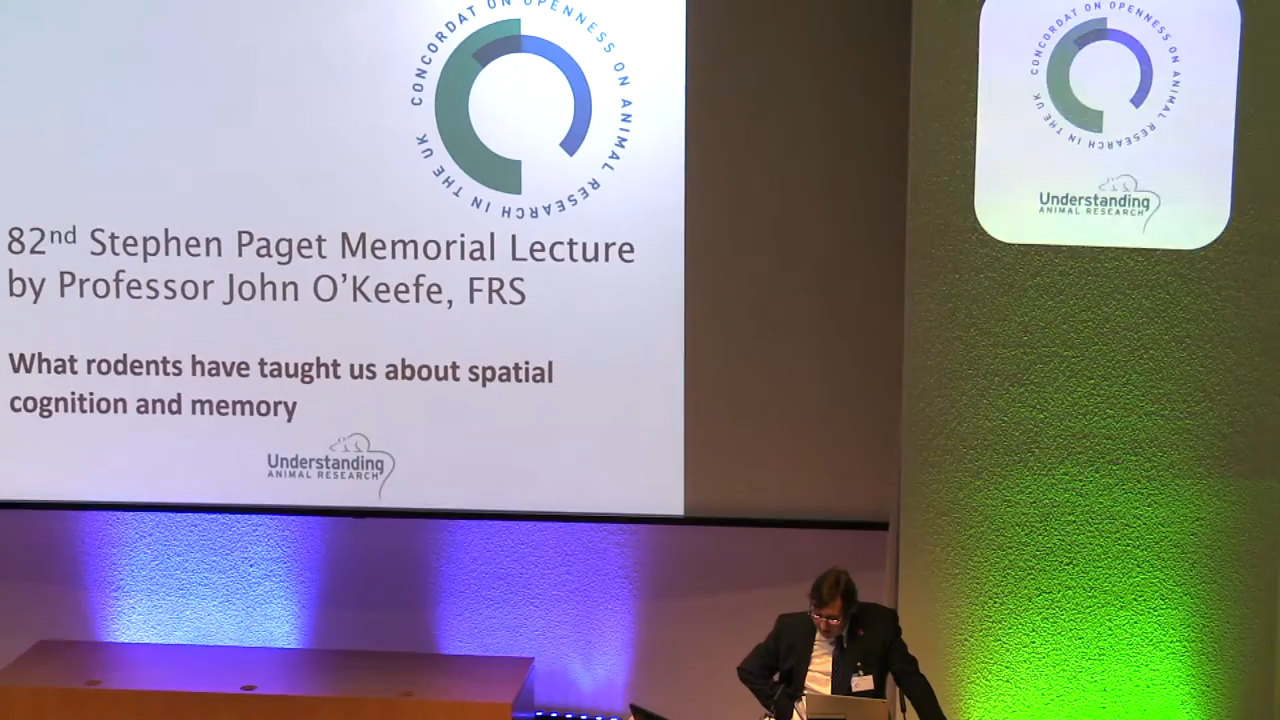 CONCORDAT ON OPENNESS ON ANIMAL RESEARCH IN THE UK
82nd Stephen Paget Memorial Lecture
by Professor John O'Keefe, FRS
What rodents have taught us about spatial
cognition and memory
Understanding
ANIMAL RESEARCH
CONCORDAT ON OPENNESS ON ANIMAL RESEARCH IN THE UK
Understanding
ANIMAL RESEARCH